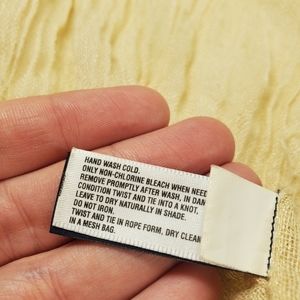 HAND WASH COLD.
ONLY NON-CHLORINE BLEACH WHEN NEED
REMOVE PROMPTLY AFTER WASH, IN DAM
CONDITION TWIST AND TIE INTO A KNOT,
LEAVE TO DRY NATURALLY IN SHADE.
DO NOT IRON.
TWIST AND TIE IN ROPE FORM, DRY CLEAN
IN A MESH BAG.